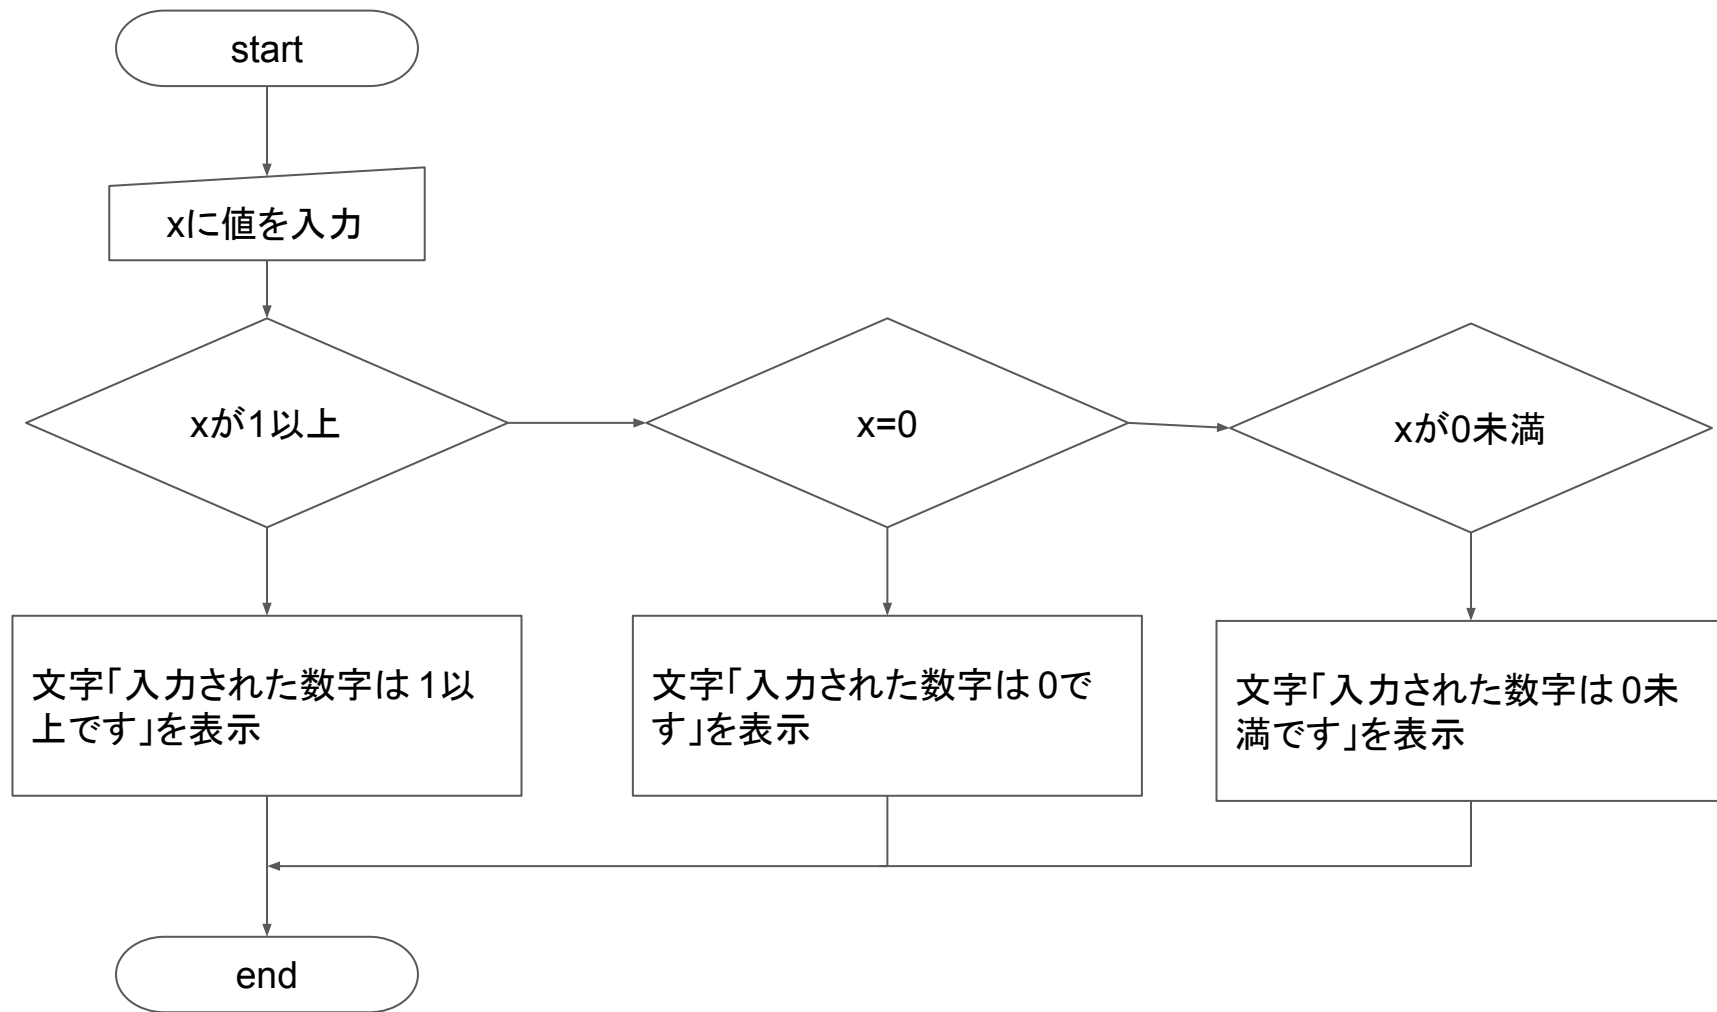 start
xに値を入力
xが1以上
x=0
xが0未満
文字「入力された数字は1以
上です」を表示
文字「入力された数字は0で
す」を表示
文字「入力された数字は0未
満です」を表示
end